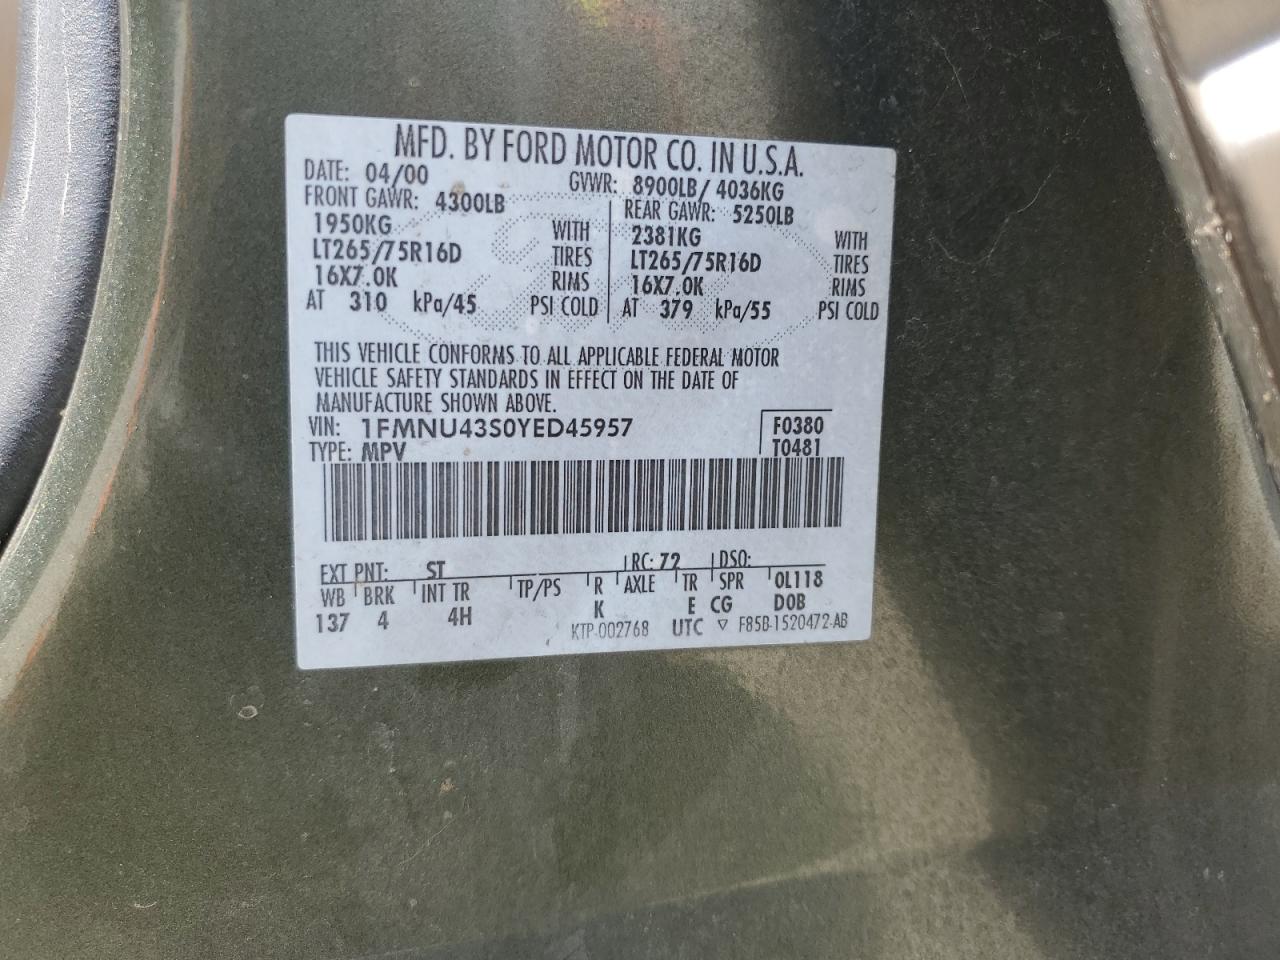 MFD. BY FORD MOTOR CO. IN U.S.A.
DATE: 04/00 GVWR: 8900LB/ 4036KG
FRONT GAWR: 4300LB REAR GAWR: 5250LB
1950KG WITH 2381KG WITH
LT265/75R16D TIRES LT265/75R16D TIRES
16X7.0K RIMS 16X7.0K RIMS
AT 310 kPa/45 PSI COLD AT 379 kPa/55 PSI COLD
THIS VEHICLE CONFORMS TO ALL APPLICABLE FEDERAL MOTOR
VEHICLE SAFETY STANDARDS IN EFFECT ON THE DATE OF
MANUFACTURE SHOWN ABOVE.
VIN: 1FMNU43S0YED45957 F0380
TYPE: MPV T0481
EXT PNT: ST RC: 72 DSO:
WB BRK INT TR TP/PS R AXLE TR SPR OL118
137 4 4H K E CG DOB
KTP-002768 UTC ▽ F85B-1520472-AB